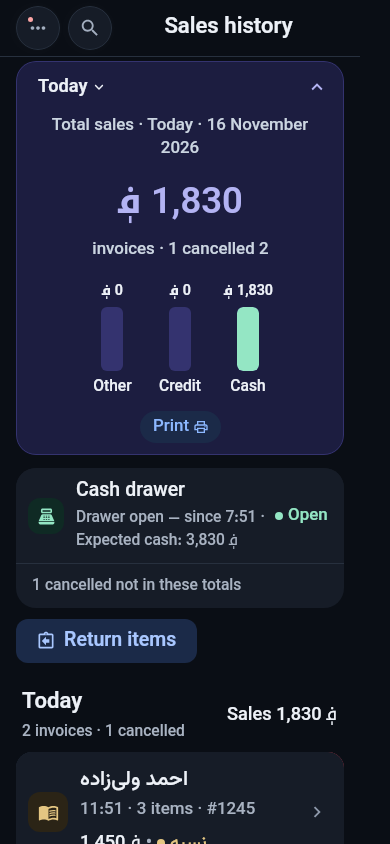 Sales history
Today
Total sales · Today · 16 November
2026
؋ 1,830
invoices · 1 cancelled 2
؋ 0
؋ 0
؋ 1,830
Other
Credit
Cash
Print
Cash drawer
Drawer open — since 7:51 ·
Expected cash: 3,830 ؋
Open
1 cancelled not in these totals
Return items
Today
Sales 1,830 ؋
2 invoices · 1 cancelled
احمد ولی‌زاده
11:51 · 3 items · #1245
1,450 ؋ •